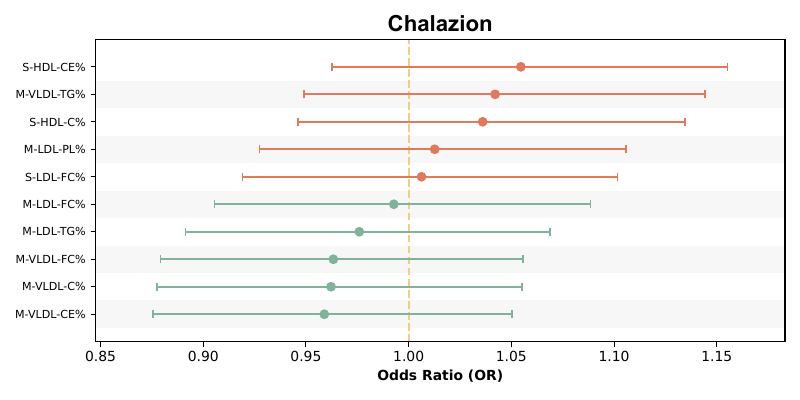 Chalazion
S-HDL-CE%
M-VLDL-TG%
S-HDL-C%
M-LDL-PL%
S-LDL-FC%
M-LDL-FC%
M-LDL-TG%
M-VLDL-FC%
M-VLDL-C%
M-VLDL-CE%
0.85 0.90 0.95 1.00 1.05 1.10 1.15
Odds Ratio (OR)